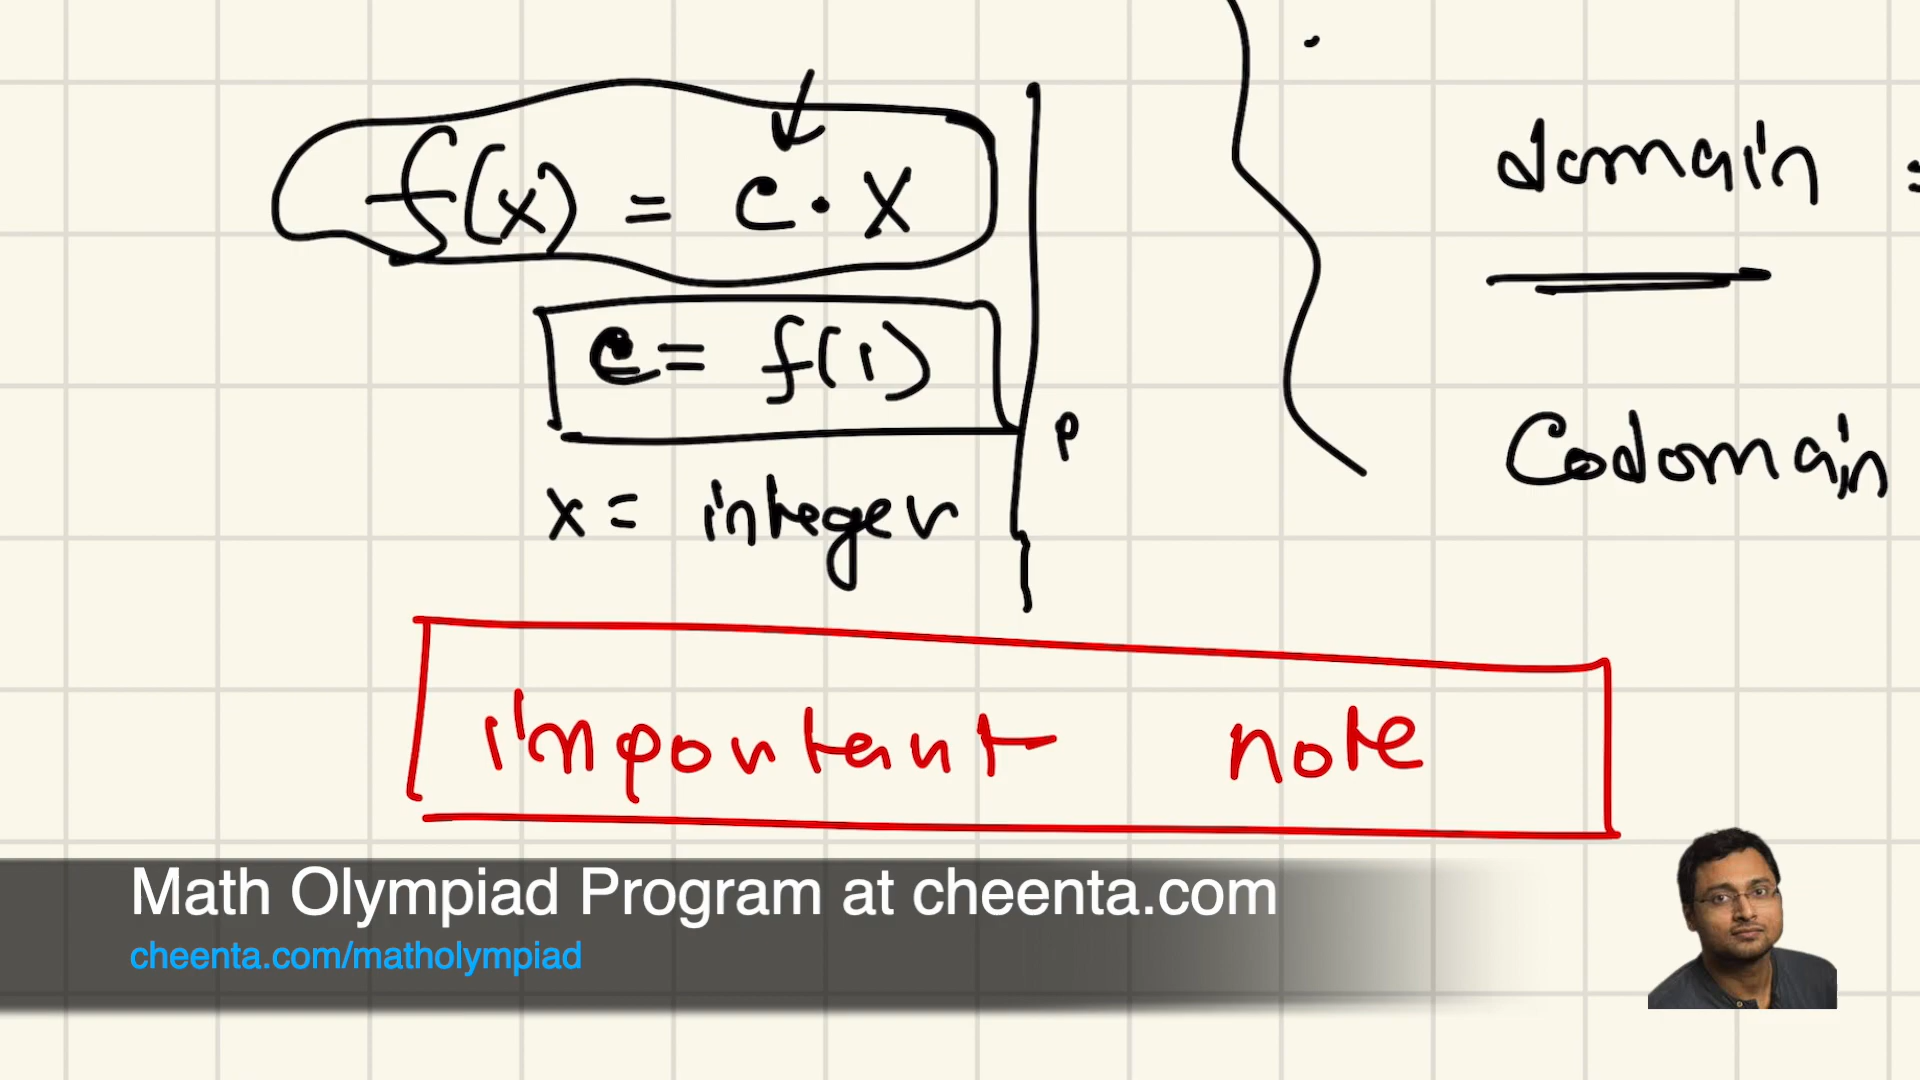 f(x) = c · x
c = f(1)
x = integer
P
domain =
Codomain
important note
Math Olympiad Program at cheenta.com
cheenta.com/matholympiad